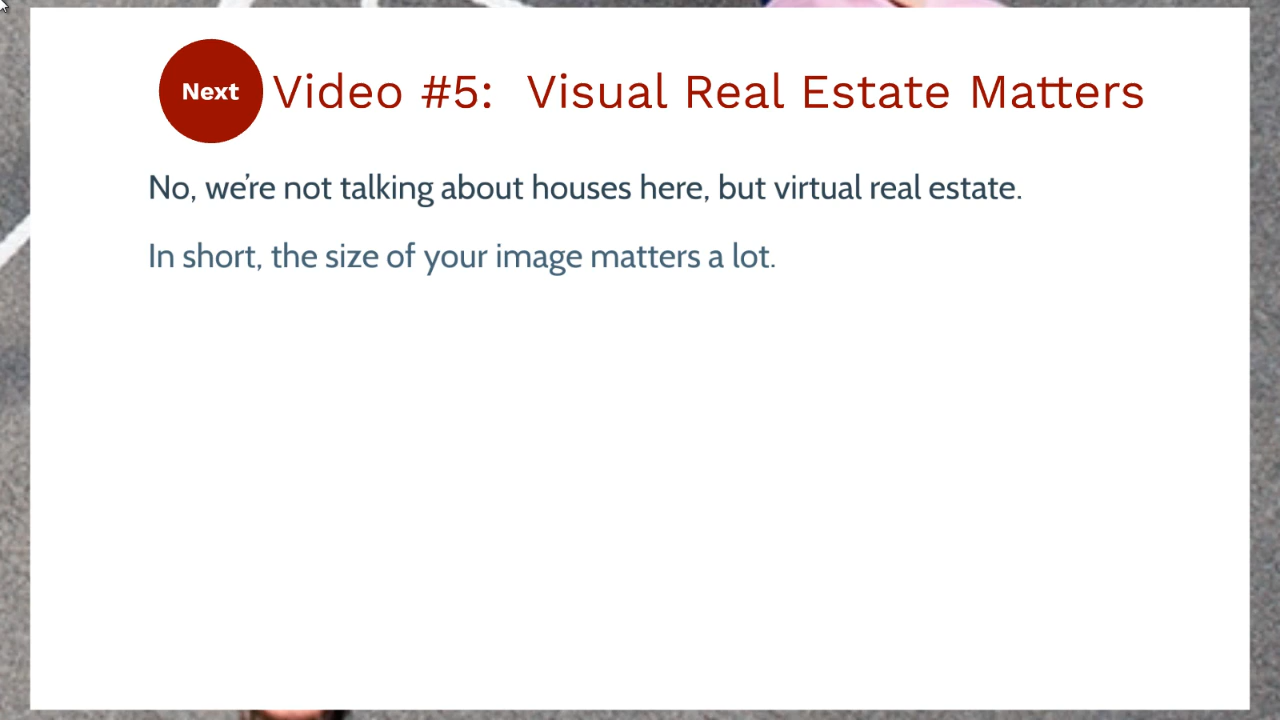 Next Video #5: Visual Real Estate Matters
No, we're not talking about houses here, but virtual real estate.
In short, the size of your image matters a lot.